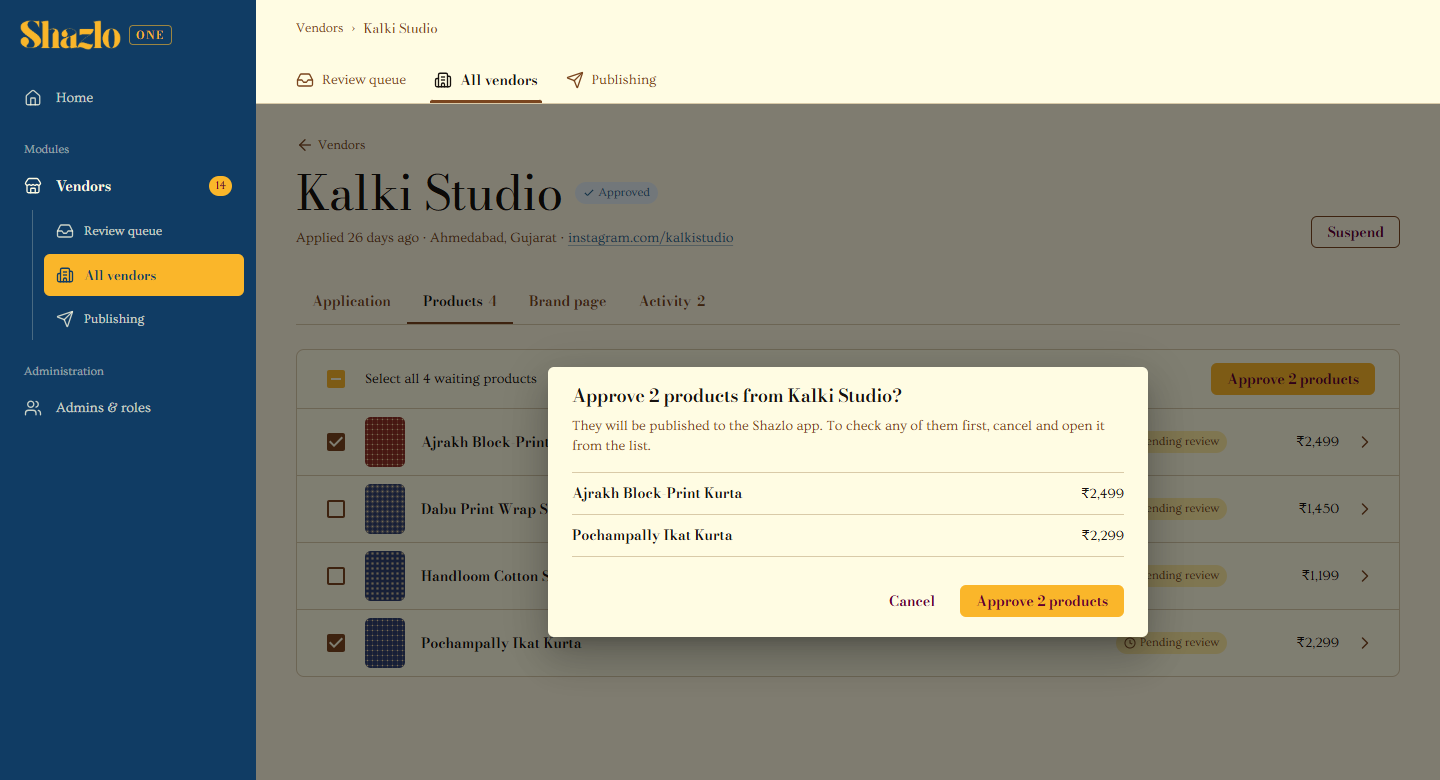 Shazlo ONE
Home
Modules
Vendors 14
Review queue
All vendors
Publishing
Administration
Admins & roles
Vendors › Kalki Studio
Review queue All vendors Publishing
← Vendors
Kalki Studio Approved
Applied 26 days ago · Ahmedabad, Gujarat · instagram.com/kalkistudio
Suspend
Application Products 4 Brand page Activity 2
Select all 4 waiting products
Approve 2 products
Ajrakh Block-Print
nding review ₹2,499
Dabu Print Wrap S
nding review ₹1,450
Handloom Cotton S
nding review ₹1,199
Pochampally Ikat Kurta
Pending review ₹2,299
Approve 2 products from Kalki Studio?
They will be published to the Shazlo app. To check any of them first, cancel and open it
from the list.
Ajrakh Block-Print Kurta ₹2,499
Pochampally Ikat Kurta ₹2,299
Cancel Approve 2 products